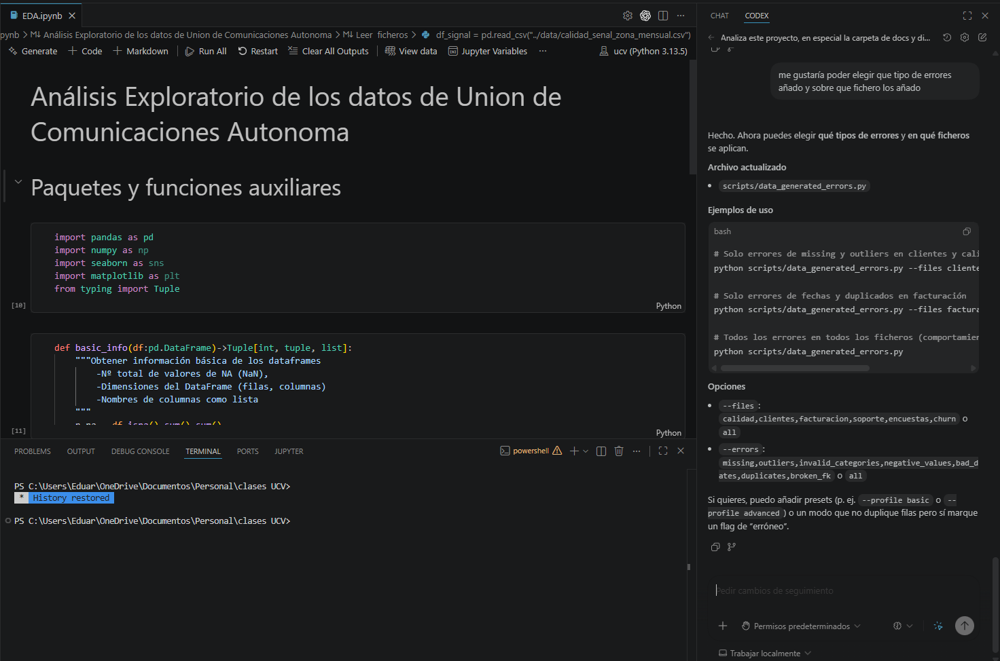 EDA.ipynb
pynb > M↓ Análisis Exploratorio de los datos de Union de Comunicaciones Autonoma > M↓ Leer ficheros > df_signal = pd.read_csv("../data/calidad_senal_zona_mensual.csv")
Generate + Code + Markdown | Run All Restart Clear All Outputs | View data Jupyter Variables ··· ucv (Python 3.13.5)
Análisis Exploratorio de los datos de Union de
Comunicaciones Autonoma
Paquetes y funciones auxiliares
import pandas as pd
import numpy as np
import seaborn as sns
import matplotlib as plt
from typing import Tuple
[10]
Python
def basic_info(df:pd.DataFrame)->Tuple[int, tuple, list]:
"""Obtener información básica de los dataframes
-Nº total de valores de NA (NaN),
-Dimensiones del DataFrame (filas, columnas)
-Nombres de columnas como lista
"""
n_na = df.isna().sum().sum()
[11]
Python
PROBLEMS OUTPUT DEBUG CONSOLE TERMINAL PORTS JUPYTER
powershell
PS C:\Users\Eduar\OneDrive\Documentos\Personal\clases UCV>
* History restored
PS C:\Users\Eduar\OneDrive\Documentos\Personal\clases UCV>
CHAT CODEX
Analiza este proyecto, en especial la carpeta de docs y di...
me gustaría poder elegir que tipo de errores
añado y sobre que fichero los añado
Hecho. Ahora puedes elegir qué tipos de errores y en qué ficheros
se aplican.
Archivo actualizado
• scripts/data_generated_errors.py
Ejemplos de uso
bash
# Solo errores de missing y outliers en clientes y cali
python scripts/data_generated_errors.py --files cliente
# Solo errores de fechas y duplicados en facturación
python scripts/data_generated_errors.py --files factura
# Todos los errores en todos los ficheros (comportamien
python scripts/data_generated_errors.py
Opciones
• --files :
calidad,clientes,facturacion,soporte,encuestas,churn o
all
• --errors :
missing,outliers,invalid_categories,negative_values,bad_d
ates,duplicates,broken_fk o all
Si quieres, puedo añadir presets (p. ej. --profile basic o --
profile advanced ) o un modo que no duplique filas pero sí marque
un flag de “erróneo”.
Pedir cambios de seguimiento
Permisos predeterminados
Trabajar localmente